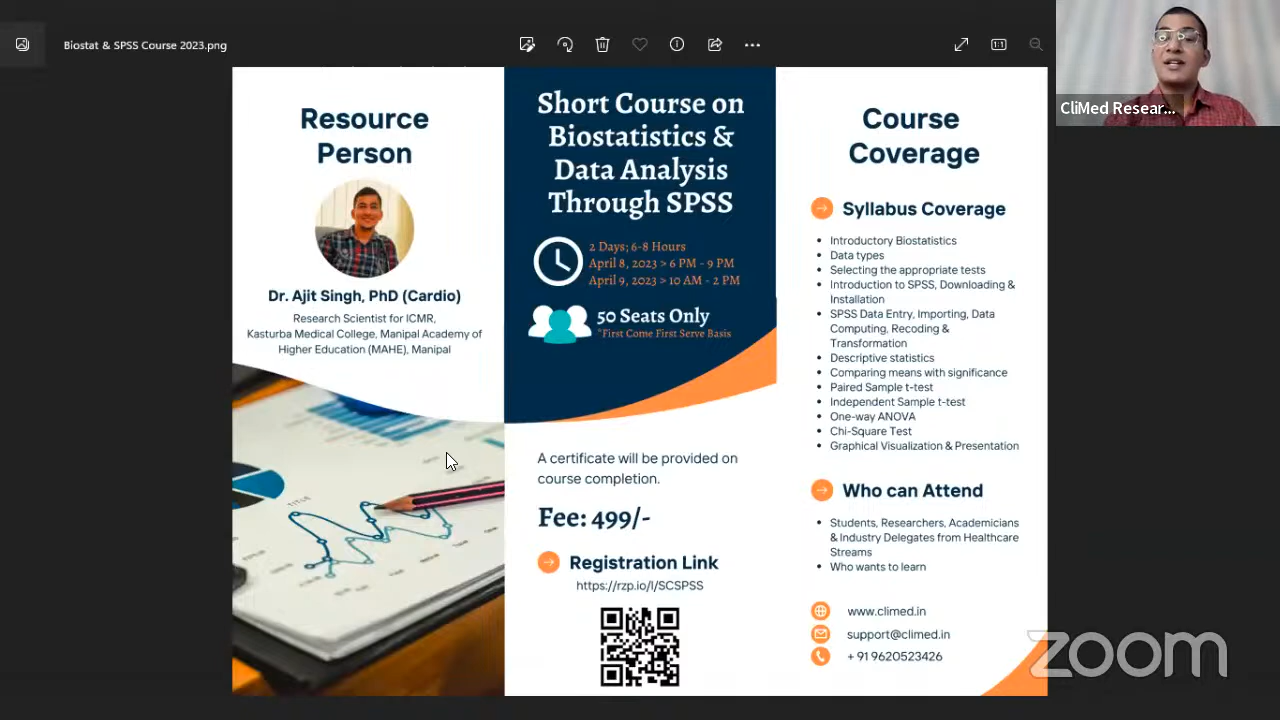 Biostat & SPSS Course 2023.png
1:1
CliMed Resear...
Resource
Person
Dr. Ajit Singh, PhD (Cardio)
Research Scientist for ICMR,
Kasturba Medical College, Manipal Academy of
Higher Education (MAHE), Manipal
TITLE
Short Course on
Biostatistics &
Data Analysis
Through SPSS
2 Days; 6-8 Hours
April 8, 2023 > 6 PM - 9 PM
April 9, 2023 > 10 AM - 2 PM
50 Seats Only
*First Come First Serve Basis
A certificate will be provided on
course completion.
Fee: 499/-
Registration Link
https://rzp.io/l/SCSPSS
Course
Coverage
Syllabus Coverage
• Introductory Biostatistics
• Data types
• Selecting the appropriate tests
• Introduction to SPSS, Downloading &
Installation
• SPSS Data Entry, Importing, Data
Computing, Recoding &
Transformation
• Descriptive statistics
• Comparing means with significance
• Paired Sample t-test
• Independent Sample t-test
• One-way ANOVA
• Chi-Square Test
• Graphical Visualization & Presentation
Who can Attend
• Students, Researchers, Academicians
& Industry Delegates from Healthcare
Streams
• Who wants to learn
www.climed.in
support@climed.in
+ 91 9620523426
zoom